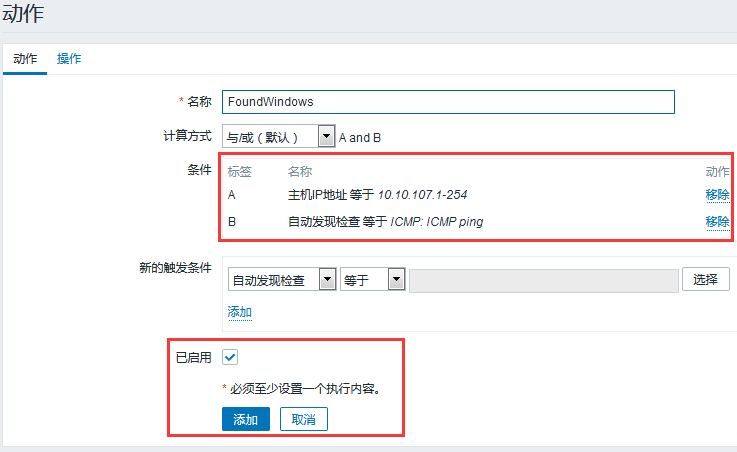 动作
动作 操作
* 名称 FoundWindows
计算方式 与/或（默认） A and B
条件 标签 名称 动作
A 主机IP地址 等于 10.10.107.1-254 移除
B 自动发现检查 等于 ICMP: ICMP ping 移除
新的触发条件 自动发现检查 等于 选择
添加
已启用
* 必须至少设置一个执行内容。
添加 取消